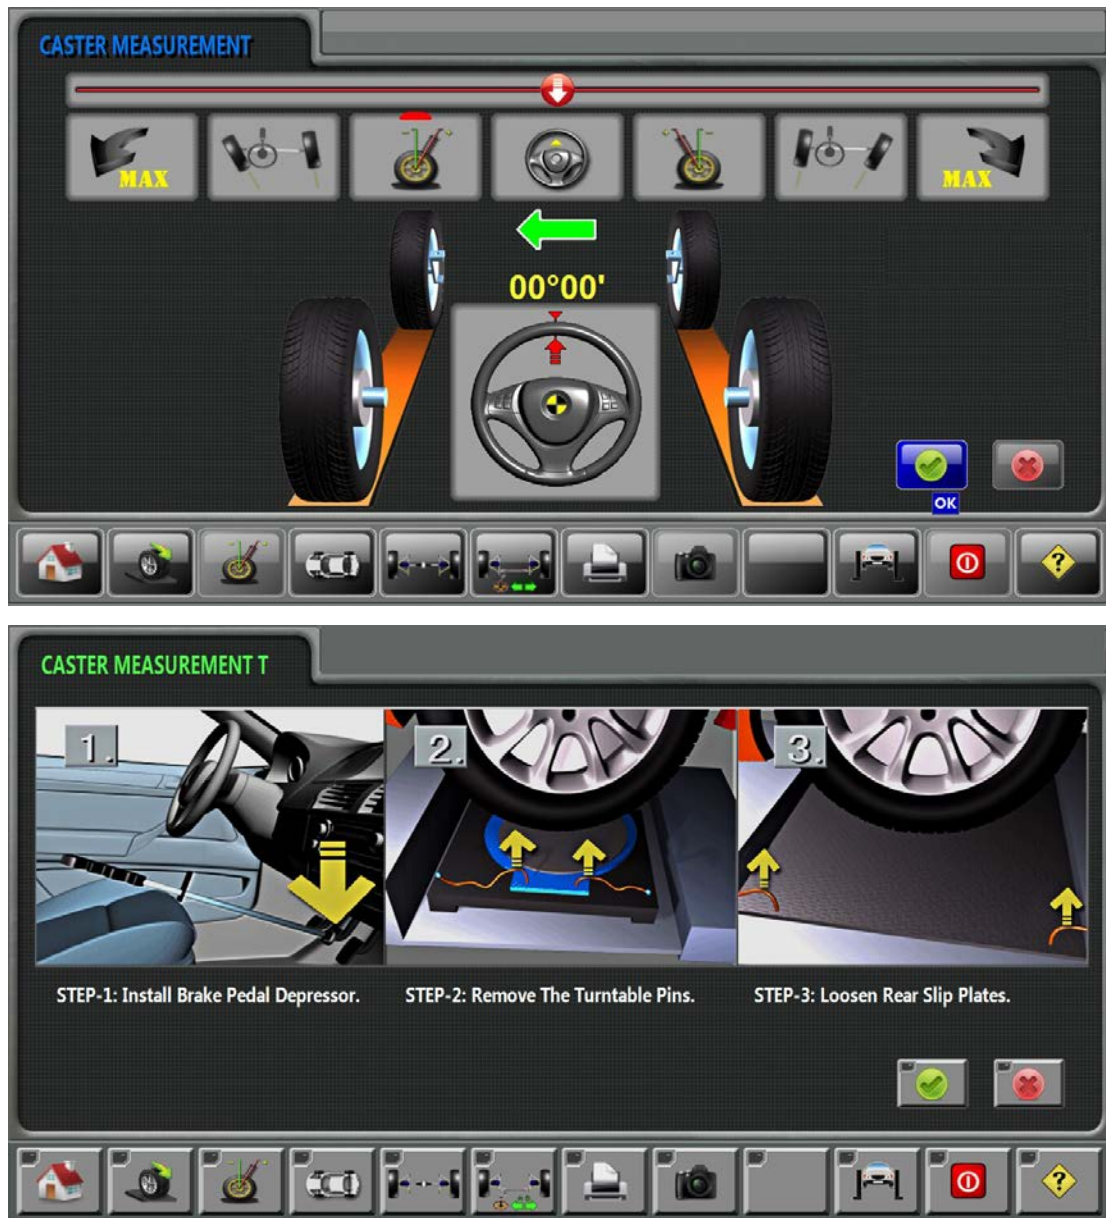 CASTER MEASUREMENT
MAX
MAX
00°00'
OK
CASTER MEASUREMENT T
1.
2.
3.
STEP-1: Install Brake Pedal Depressor.
STEP-2: Remove The Turntable Pins.
STEP-3: Loosen Rear Slip Plates.